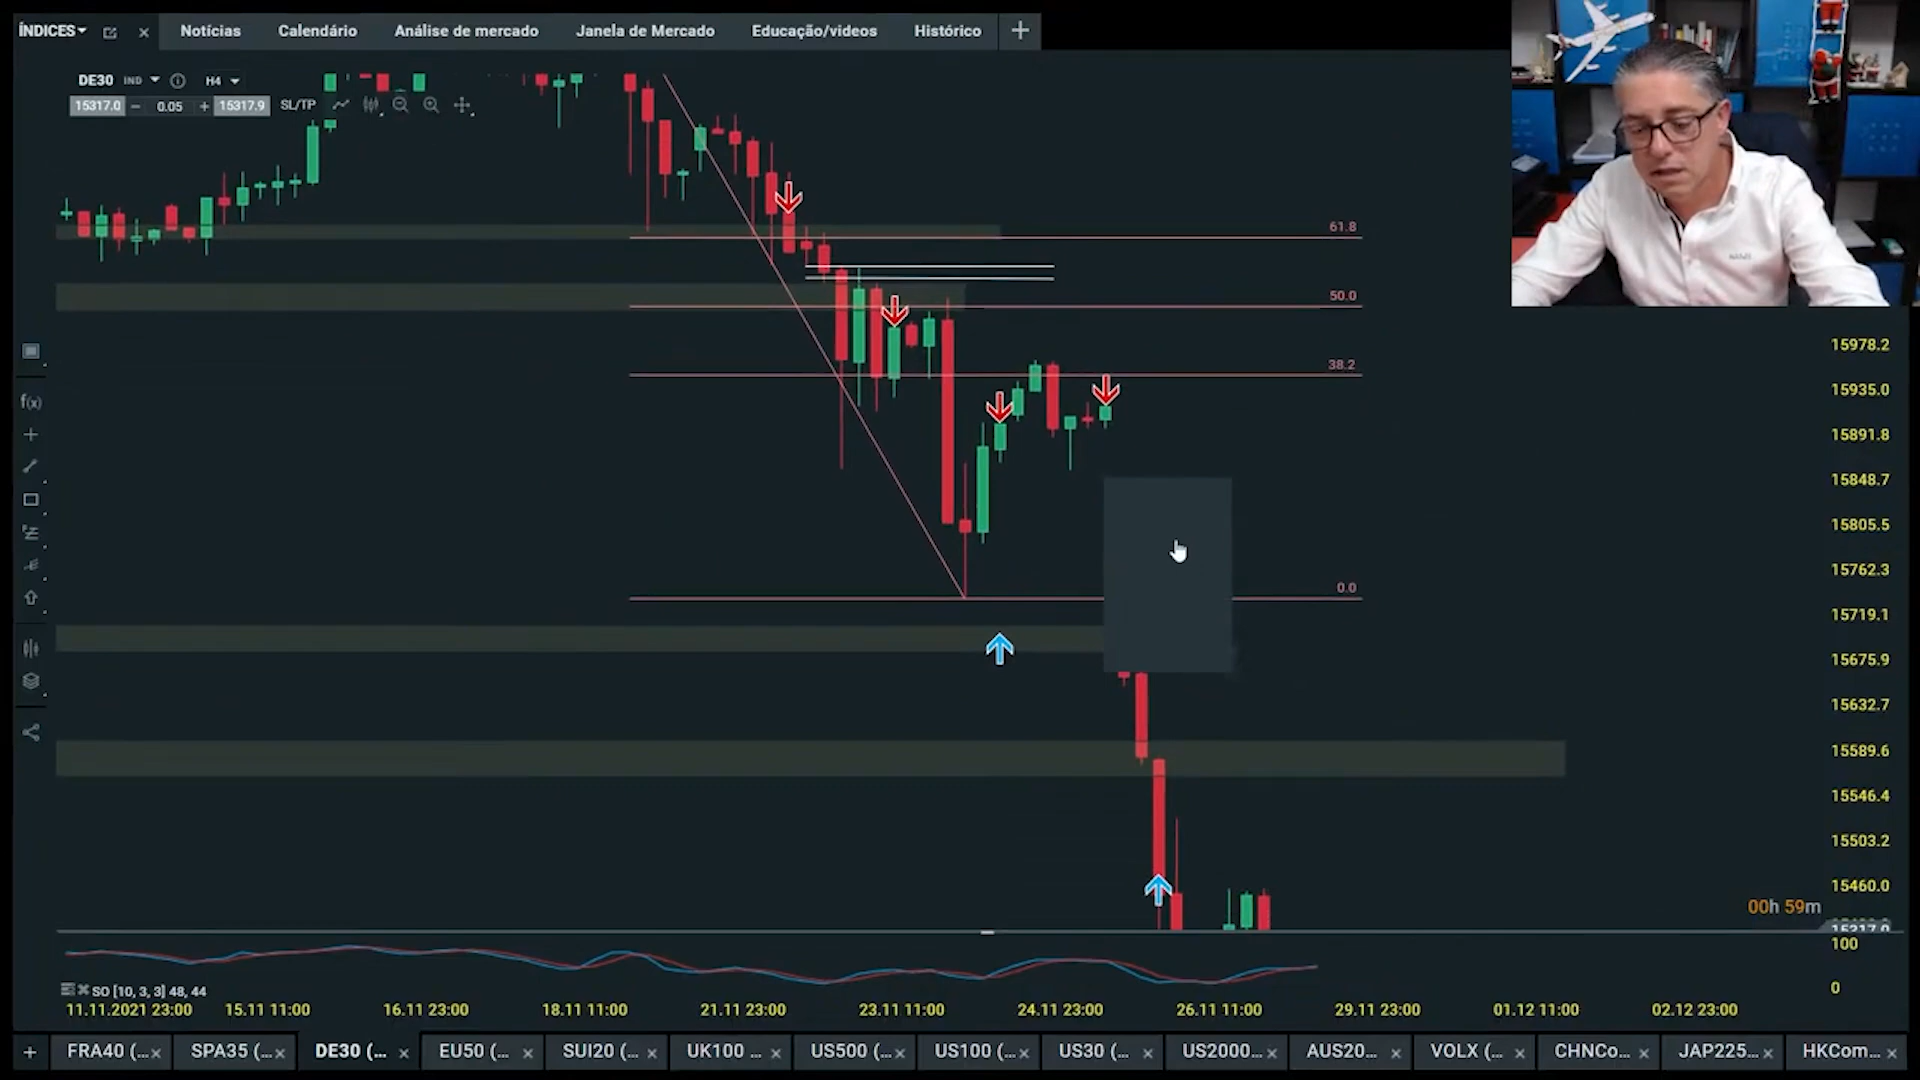 ÍNDICES
Notícias
Calendário
Análise de mercado
Janela de Mercado
Educação/videos
Histórico
DE30 IND H4
15317.0 − 0.05 + 15317.9 SL/TP
61.8
50.0
38.2
0.0
f(x)
15978.2
15935.0
15891.8
15848.7
15805.5
15762.3
15719.1
15675.9
15632.7
15589.6
15546.4
15503.2
15460.0
00h 59m
15317.0
100
0
SO [10, 3, 3] 48, 44
11.11.2021 23:00 15.11 11:00 16.11 23:00 18.11 11:00 21.11 23:00 23.11 11:00 24.11 23:00 26.11 11:00 29.11 23:00 01.12 11:00 02.12 23:00
+ FRA40 (... SPA35 (... DE30 (... EU50 (... SUI20 (... UK100 ... US500 (... US100 (... US30 (... US2000... AUS20... VOLX (... CHNCo... JAP225... HKCom...